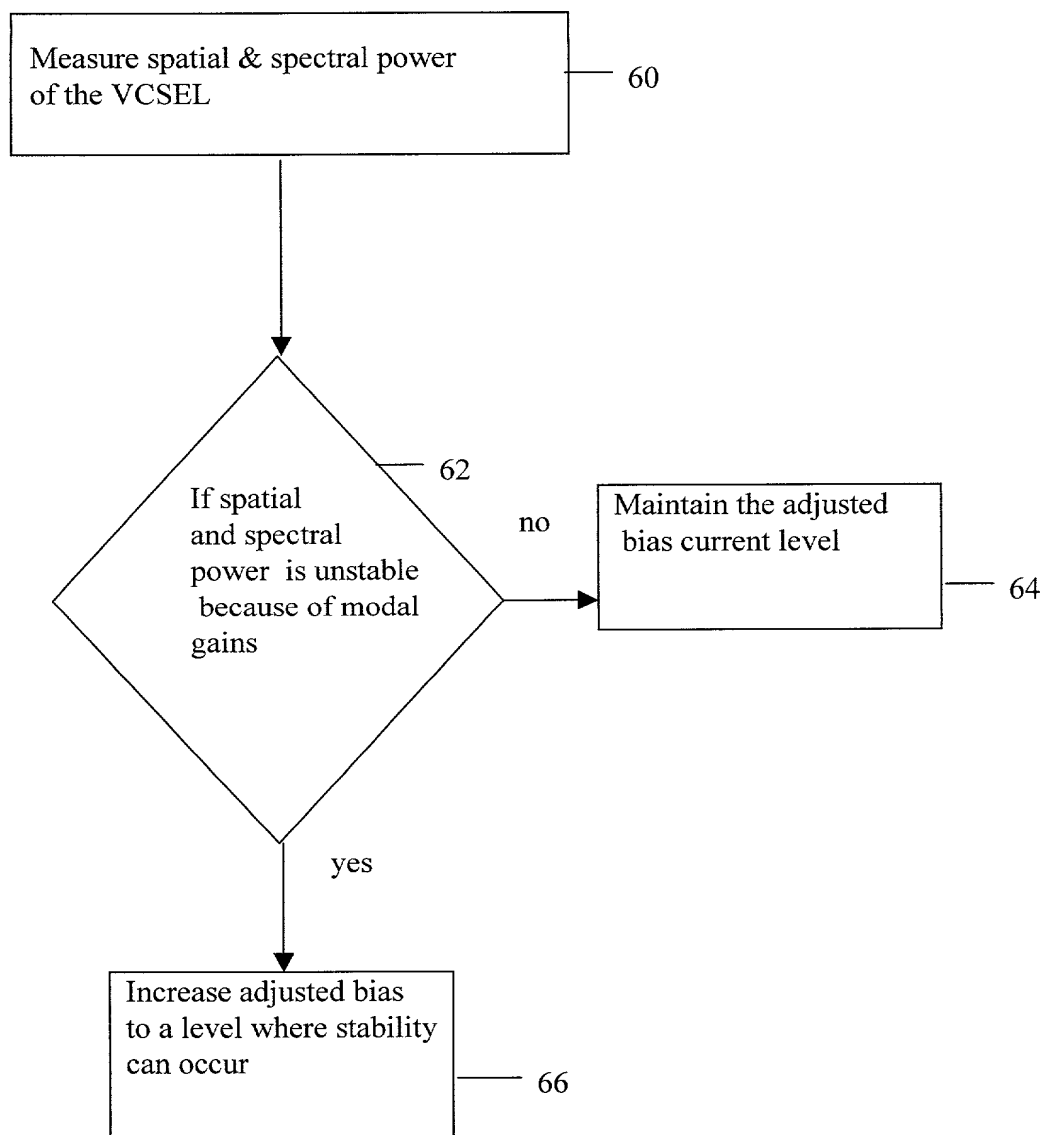 Measure spatial & spectral power
of the VCSEL
60
62
If spatial
and spectral
power is unstable
because of modal
gains
no
Maintain the adjusted
bias current level
64
yes
Increase adjusted bias
to a level where stability
can occur
66